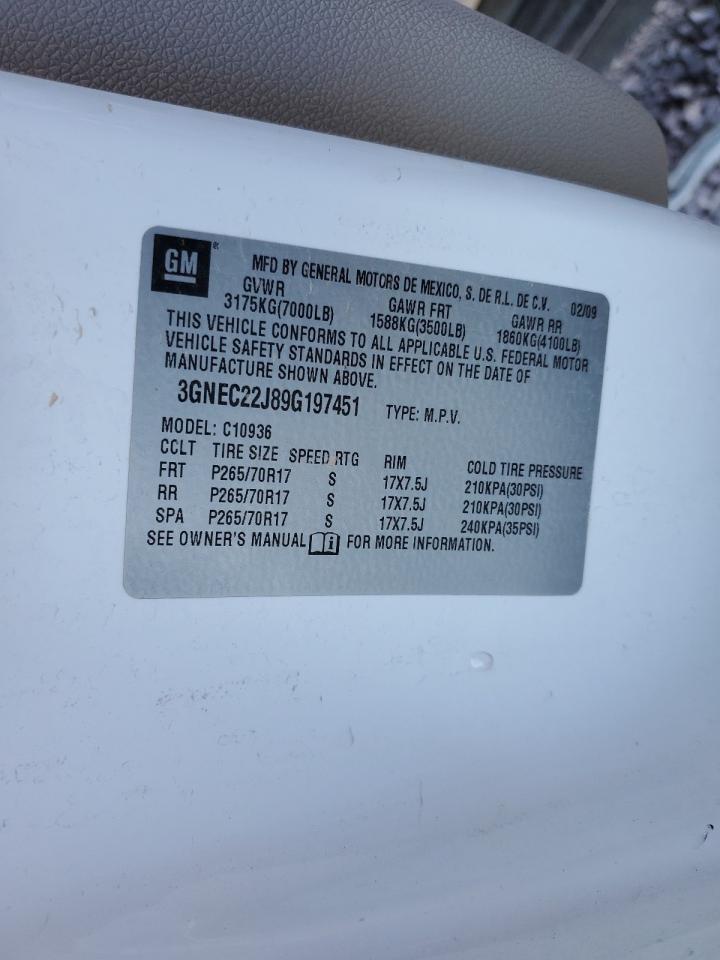 GM
MFD BY GENERAL MOTORS DE MEXICO, S. DE R.L. DE C.V. 02/09
GVWR GAWR FRT GAWR RR
3175KG(7000LB) 1588KG(3500LB) 1860KG(4100LB)
THIS VEHICLE CONFORMS TO ALL APPLICABLE U.S. FEDERAL MOTOR
VEHICLE SAFETY STANDARDS IN EFFECT ON THE DATE OF
MANUFACTURE SHOWN ABOVE.
3GNEC22J89G197451 TYPE: M.P.V.
MODEL: C10936
CCLT TIRE SIZE SPEED RTG RIM COLD TIRE PRESSURE
FRT P265/70R17 S 17X7.5J 210KPA(30PSI)
RR P265/70R17 S 17X7.5J 210KPA(30PSI)
SPA P265/70R17 S 17X7.5J 240KPA(35PSI)
SEE OWNER'S MANUAL FOR MORE INFORMATION.